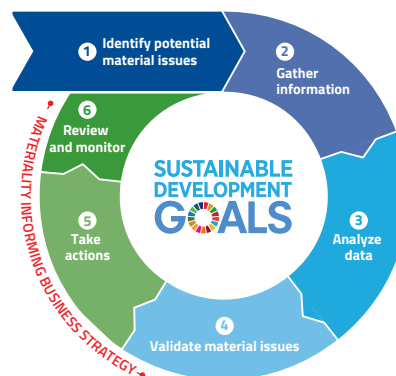 1 Identify potential
material issues
2
Gather
information
3
Analyze
data
4
Validate material issues
5
Take
actions
6
Review
and monitor
MATERIALITY INFORMING BUSINESS STRATEGY
SUSTAINABLE
DEVELOPMENT
GOALS